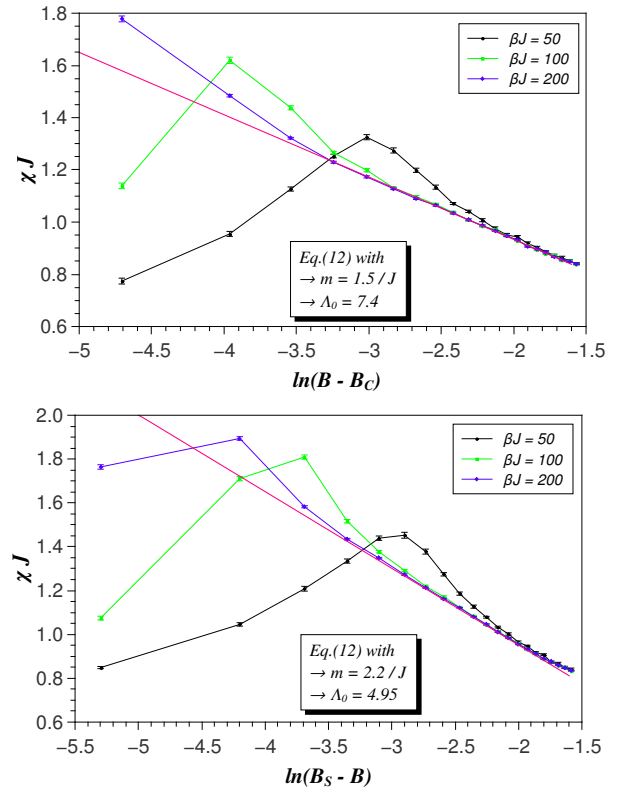 1.8
1.6
1.4
1.2
1.0
0.8
0.6
χ J
βJ = 50
βJ = 100
βJ = 200
Eq.(12) with
→ m = 1.5 / J
→ Λ₀ = 7.4
−5 −4.5 −4 −3.5 −3 −2.5 −2 −1.5
ln(B - B_C)
2.0
1.8
1.6
1.4
1.2
1.0
0.8
0.6
χ J
βJ = 50
βJ = 100
βJ = 200
Eq.(12) with
→ m = 2.2 / J
→ Λ₀ = 4.95
−5.5 −5 −4.5 −4 −3.5 −3 −2.5 −2 −1.5
ln(B_S - B)